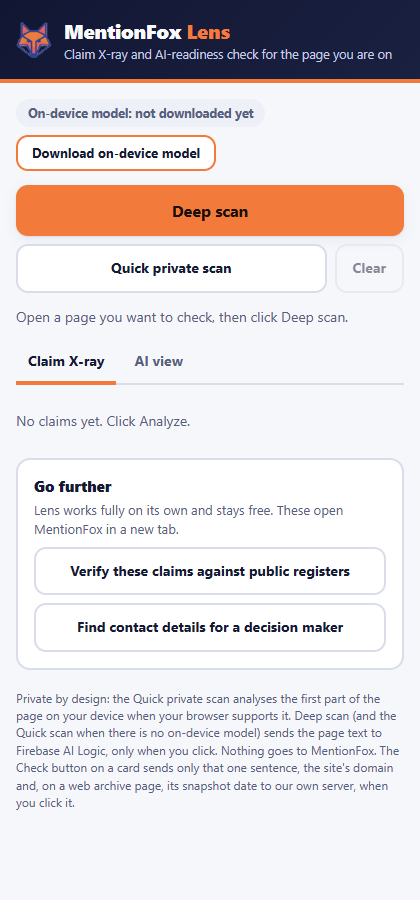 MentionFox Lens
Claim X-ray and AI-readiness check for the page you are on
On-device model: not downloaded yet
Download on-device model
Deep scan
Quick private scan
Clear
Open a page you want to check, then click Deep scan.
Claim X-ray
AI view
No claims yet. Click Analyze.
Go further
Lens works fully on its own and stays free. These open
MentionFox in a new tab.
Verify these claims against public registers
Find contact details for a decision maker
Private by design: the Quick private scan analyses the first part of the
page on your device when your browser supports it. Deep scan (and the
Quick scan when there is no on-device model) sends the page text to
Firebase AI Logic, only when you click. Nothing goes to MentionFox. The
Check button on a card sends only that one sentence, the site's domain
and, on a web archive page, its snapshot date to our own server, when
you click it.